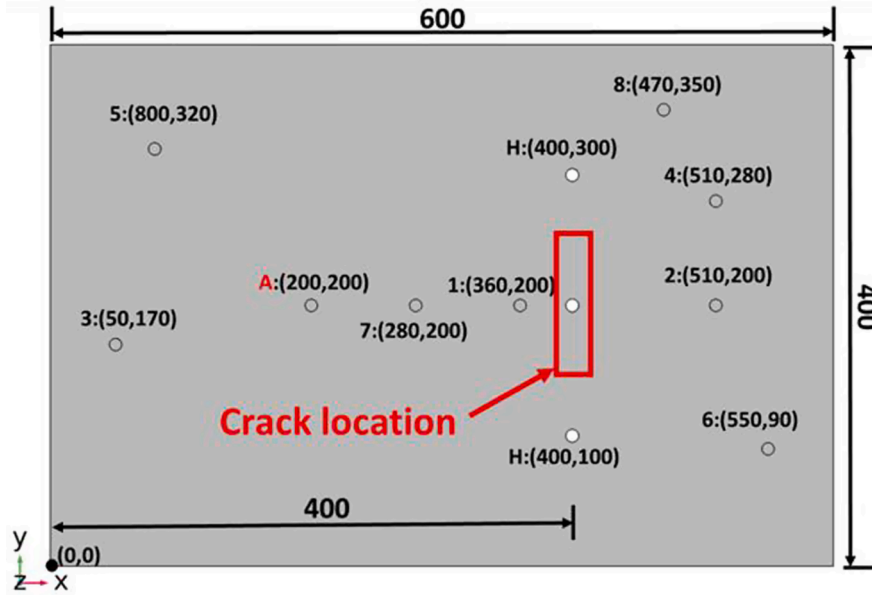 600
8:(470,350)
5:(800,320)
H:(400,300)
4:(510,280)
A:(200,200)
1:(360,200)
2:(510,200)
400
3:(50,170)
7:(280,200)
Crack location
6:(550,90)
H:(400,100)
400
y
(0,0)
z
x